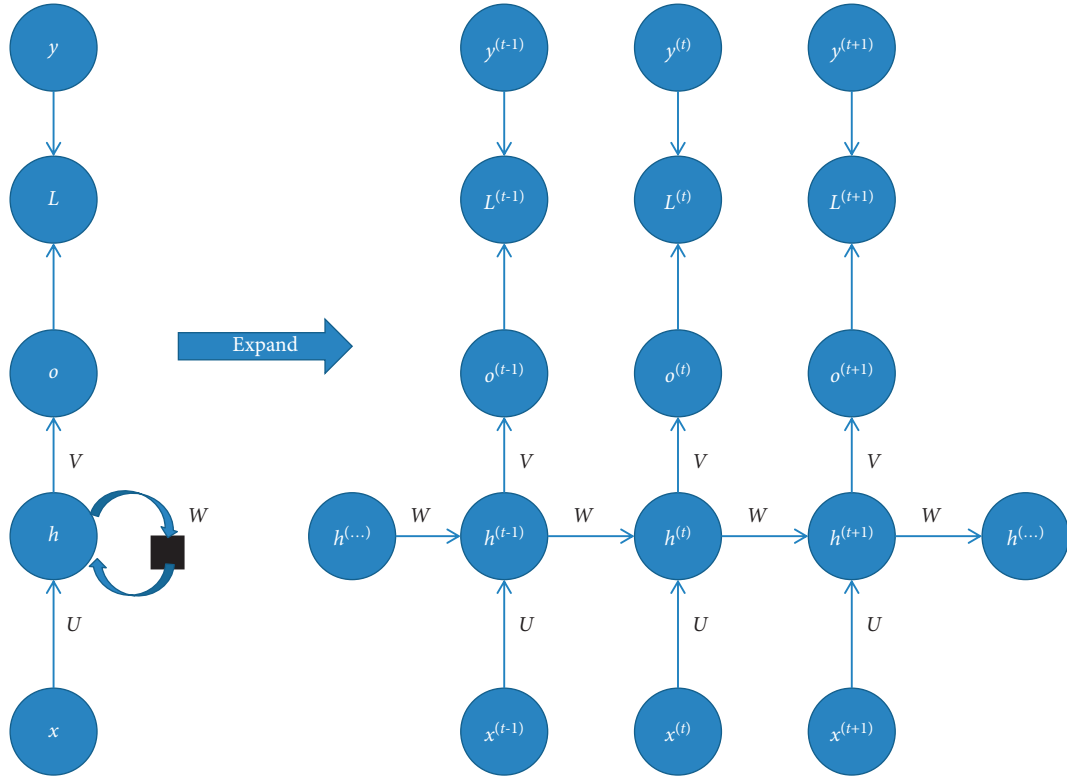 y
y(t-1)
y(t)
y(t+1)
L
L(t-1)
L(t)
L(t+1)
Expand
o
o(t-1)
o(t)
o(t+1)
V
V
V
V
h
W
h(...)
W
h(t-1)
W
h(t)
W
h(t+1)
W
h(...)
U
U
U
U
x
x(t-1)
x(t)
x(t+1)